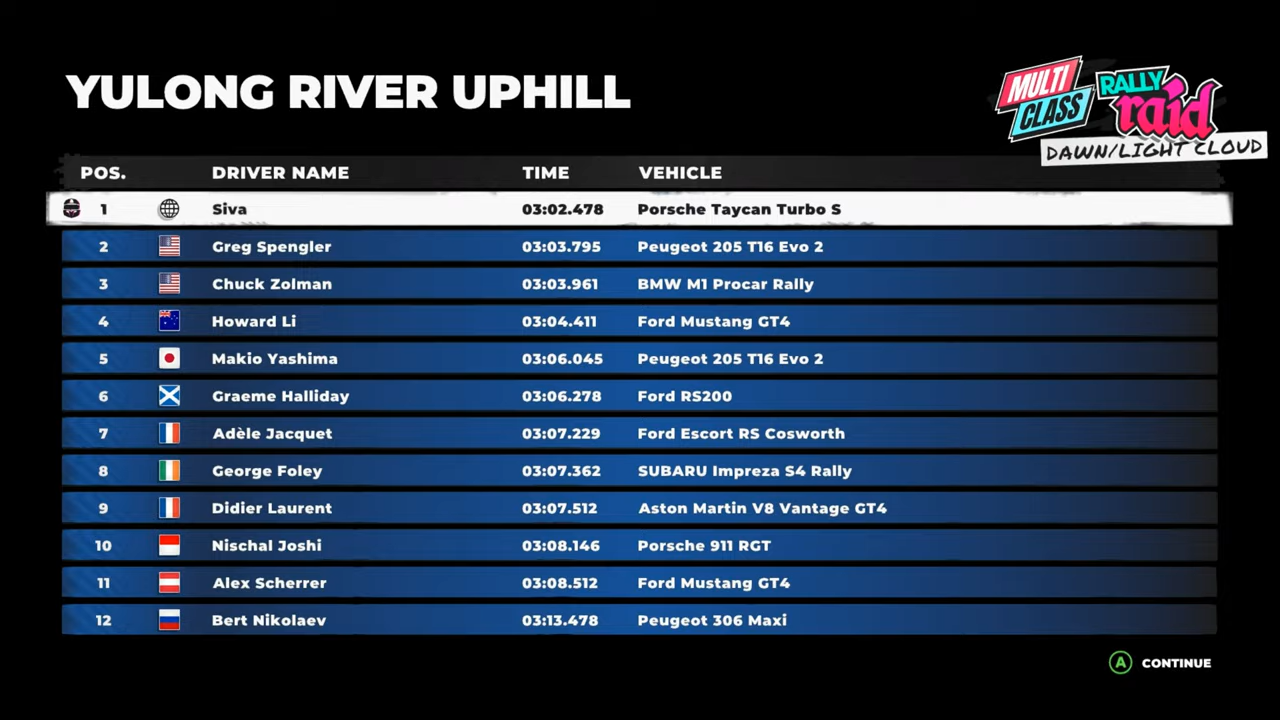 YULONG RIVER UPHILL
MULTI CLASS
RALLY raid
DAWN/LIGHT CLOUD
POS. DRIVER NAME TIME VEHICLE
1 Siva 03:02.478 Porsche Taycan Turbo S
2 Greg Spengler 03:03.795 Peugeot 205 T16 Evo 2
3 Chuck Zolman 03:03.961 BMW M1 Procar Rally
4 Howard Li 03:04.411 Ford Mustang GT4
5 Makio Yashima 03:06.045 Peugeot 205 T16 Evo 2
6 Graeme Halliday 03:06.278 Ford RS200
7 Adèle Jacquet 03:07.229 Ford Escort RS Cosworth
8 George Foley 03:07.362 SUBARU Impreza S4 Rally
9 Didier Laurent 03:07.512 Aston Martin V8 Vantage GT4
10 Nischal Joshi 03:08.146 Porsche 911 RGT
11 Alex Scherrer 03:08.512 Ford Mustang GT4
12 Bert Nikolaev 03:13.478 Peugeot 306 Maxi
A CONTINUE